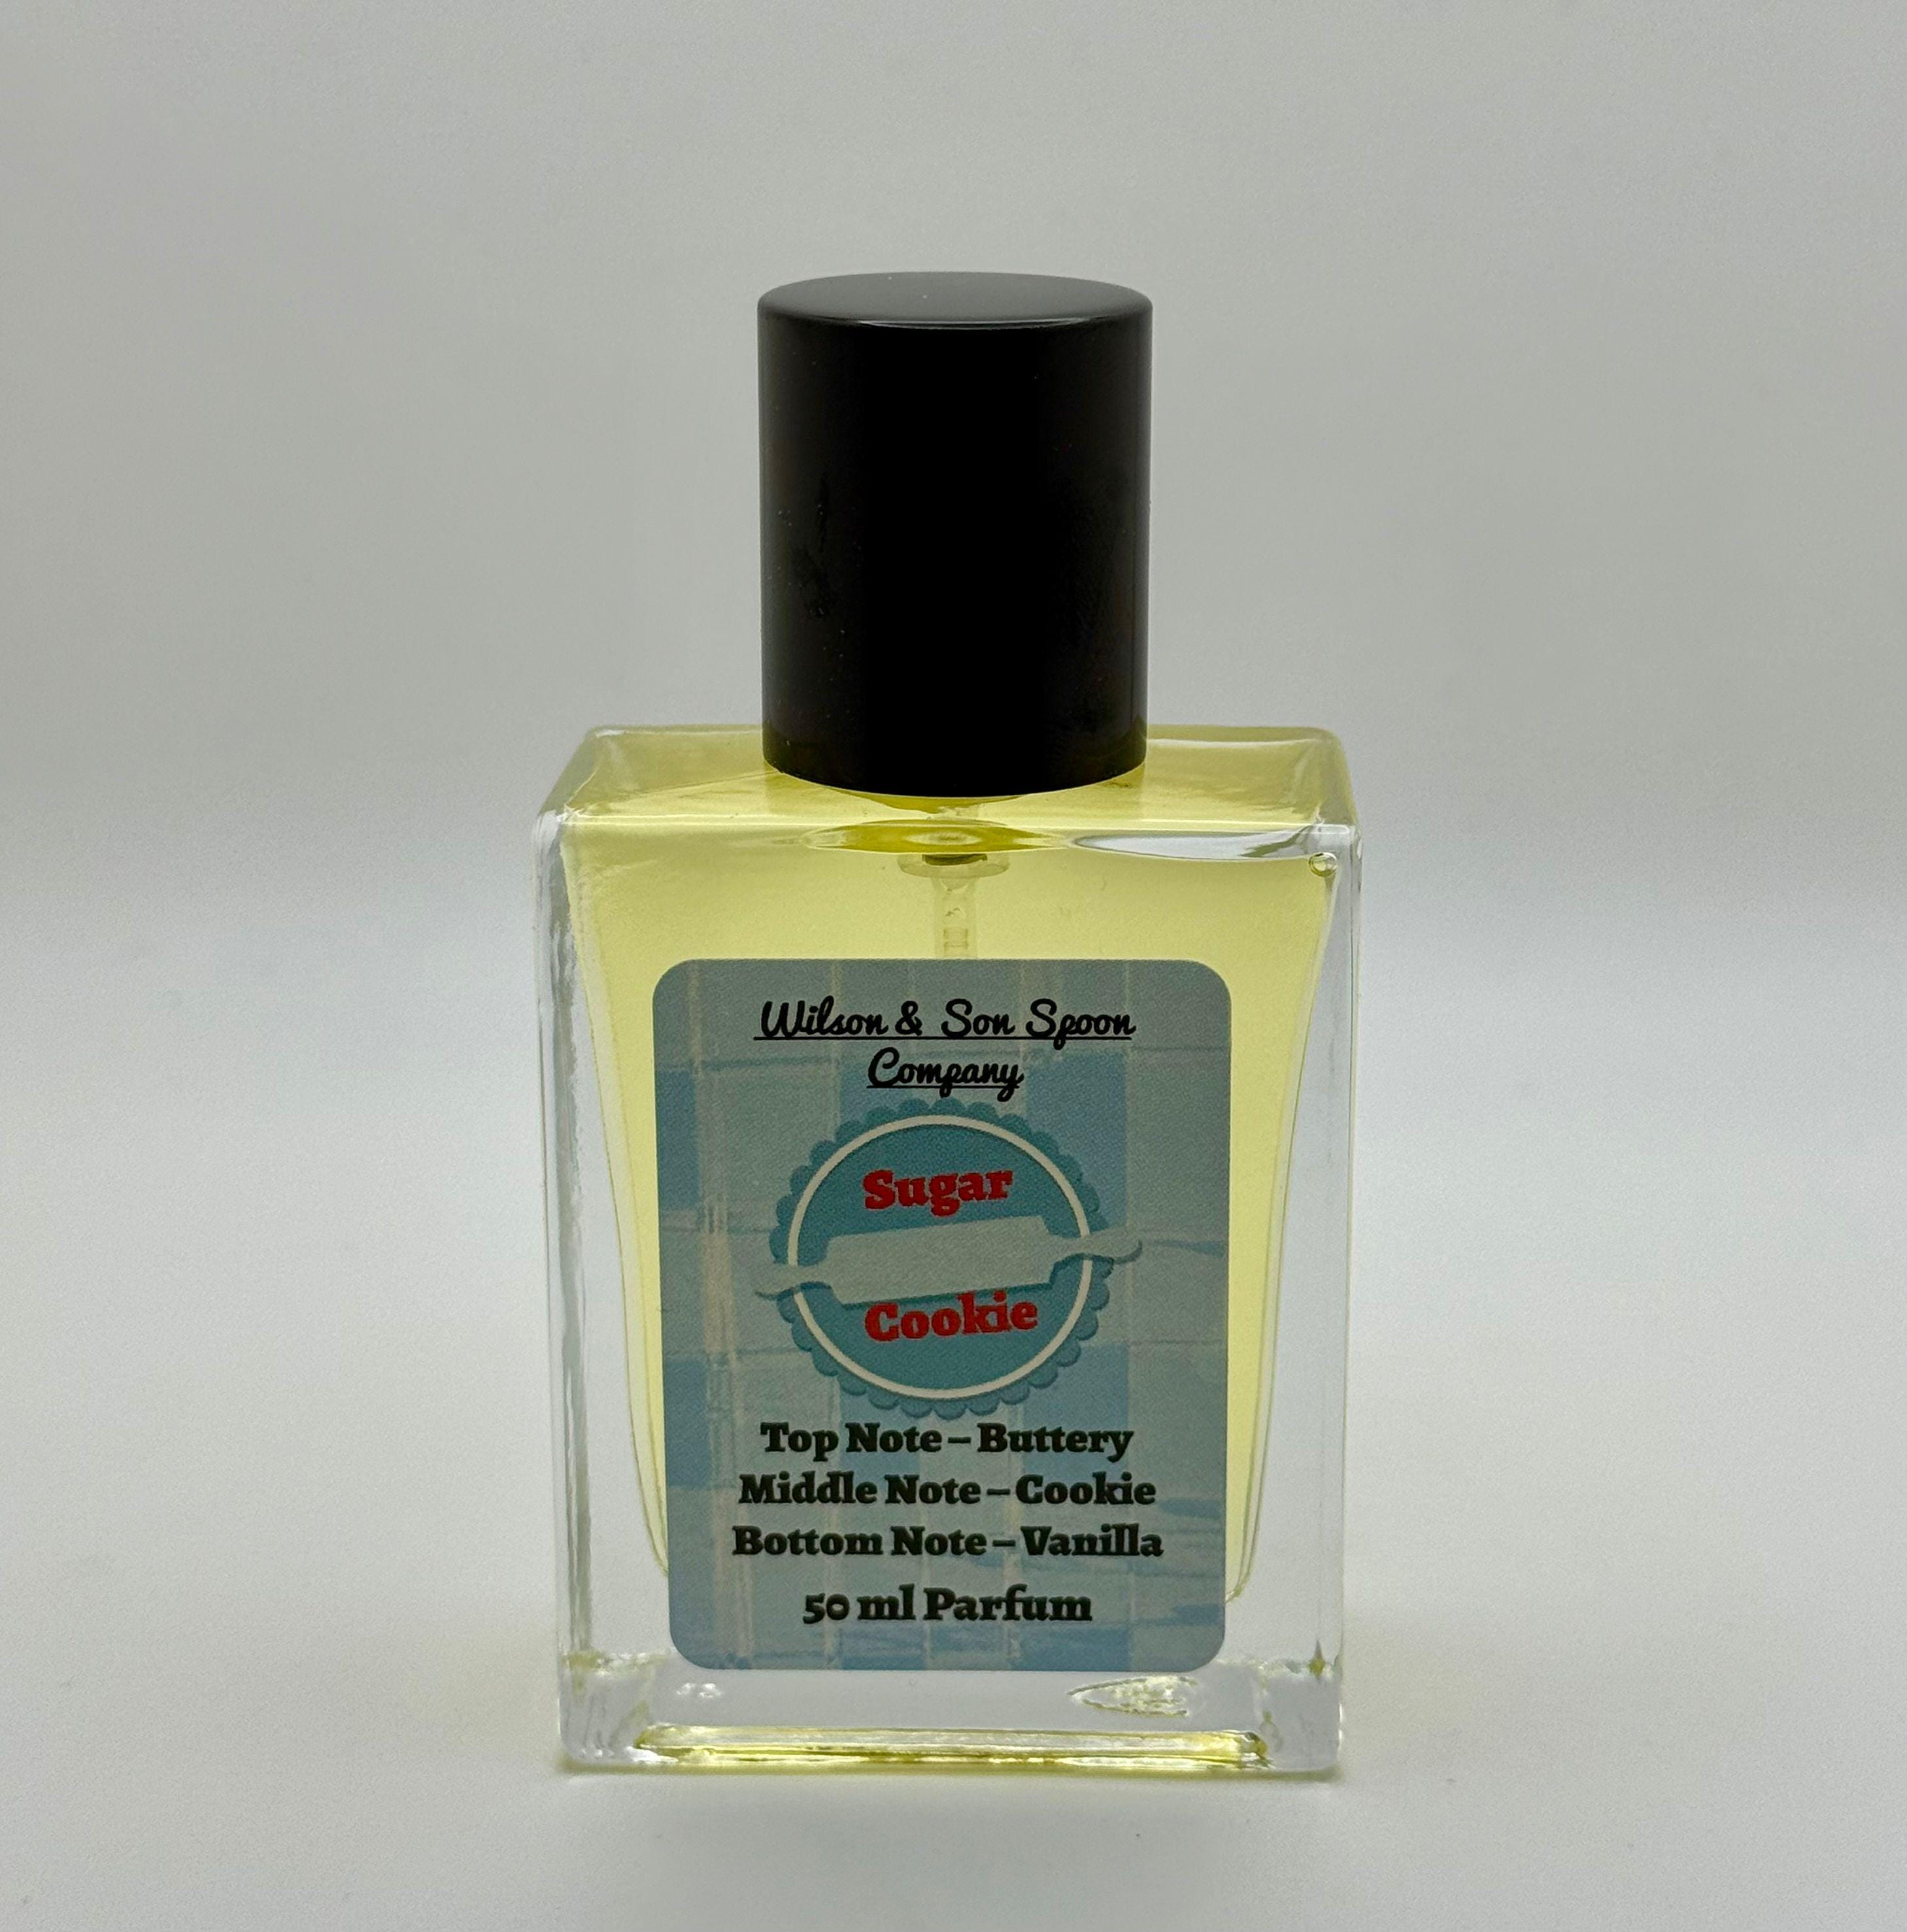 Wilson & Son Spoon
Company
Sugar
Cookie
Top Note – Buttery
Middle Note – Cookie
Bottom Note – Vanilla
50 ml Parfum